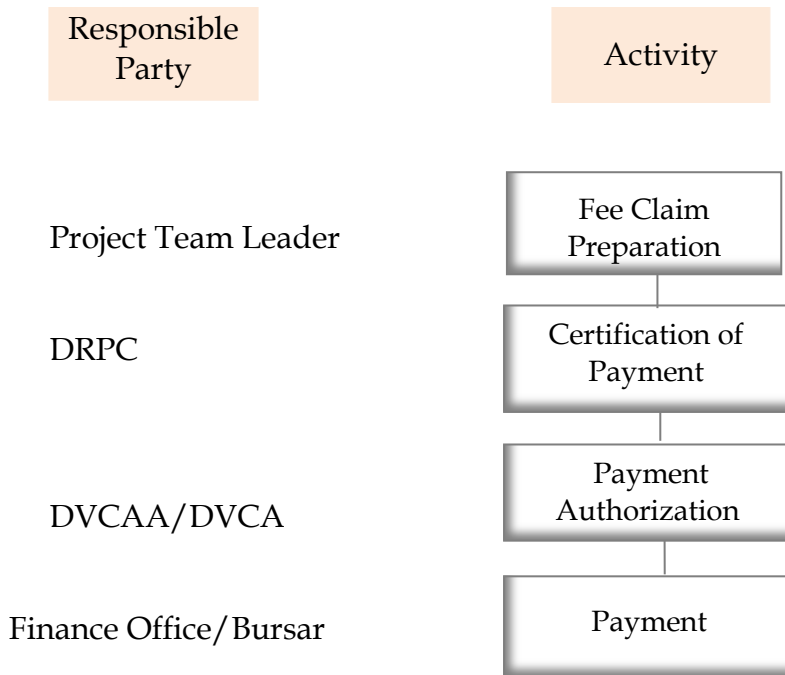 Responsible
Party
Activity
Project Team Leader
Fee Claim
Preparation
DRPC
Certification of
Payment
DVCAA/DVCA
Payment
Authorization
Finance Office/Bursar
Payment